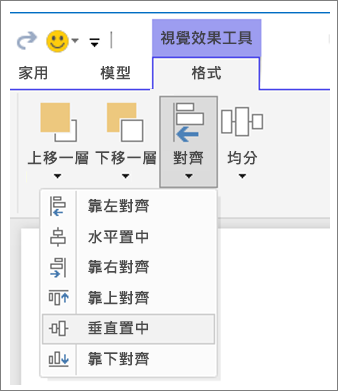 視覺效果工具
家用 模型 格式
上移一層 下移一層 對齊 均分
靠左對齊
水平置中
靠右對齊
靠上對齊
垂直置中
靠下對齊